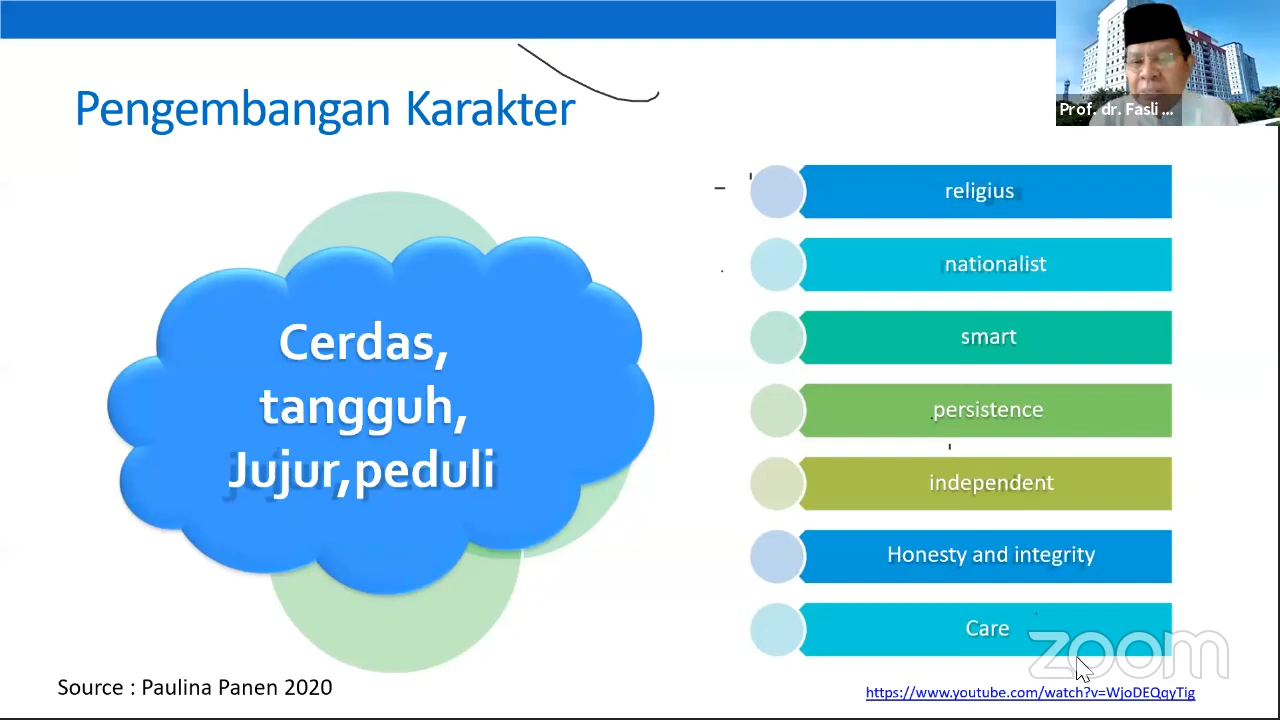 Prof. dr. Fasli ...
Pengembangan Karakter
Cerdas,
tangguh,
Jujur,peduli
religius
nationalist
smart
persistence
independent
Honesty and integrity
Care
zoom
Source : Paulina Panen 2020
https://www.youtube.com/watch?v=WjoDEQqyTig